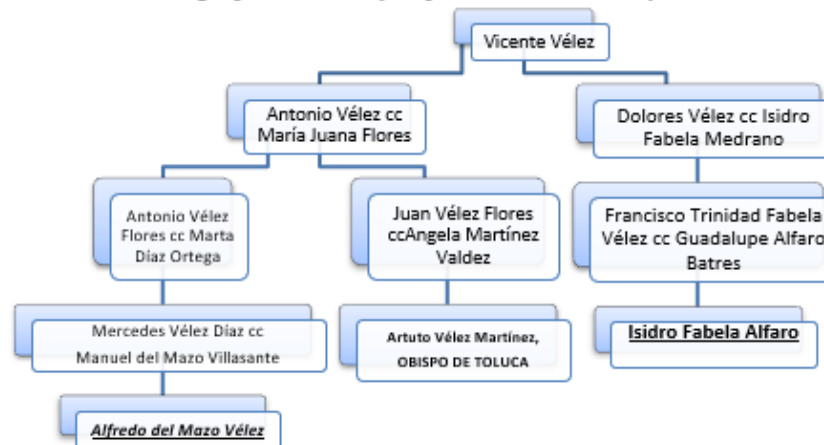 Vicente Vélez
Antonio Vélez cc
María Juana Flores
Dolores Vélez cc Isidro
Fabela Medrano
Antonio Vélez
Flores cc Marta
Díaz Ortega
Juan Vélez Flores
ccAngela Martínez
Valdez
Francisco Trinidad Fabela
Vélez cc Guadalupe Alfaro
Batres
Mercedes Vélez Díaz cc
Manuel del Mazo Villasante
Artuto Vélez Martínez,
OBISPO DE TOLUCA
Isidro Fabela Alfaro
Alfredo del Mazo Vélez